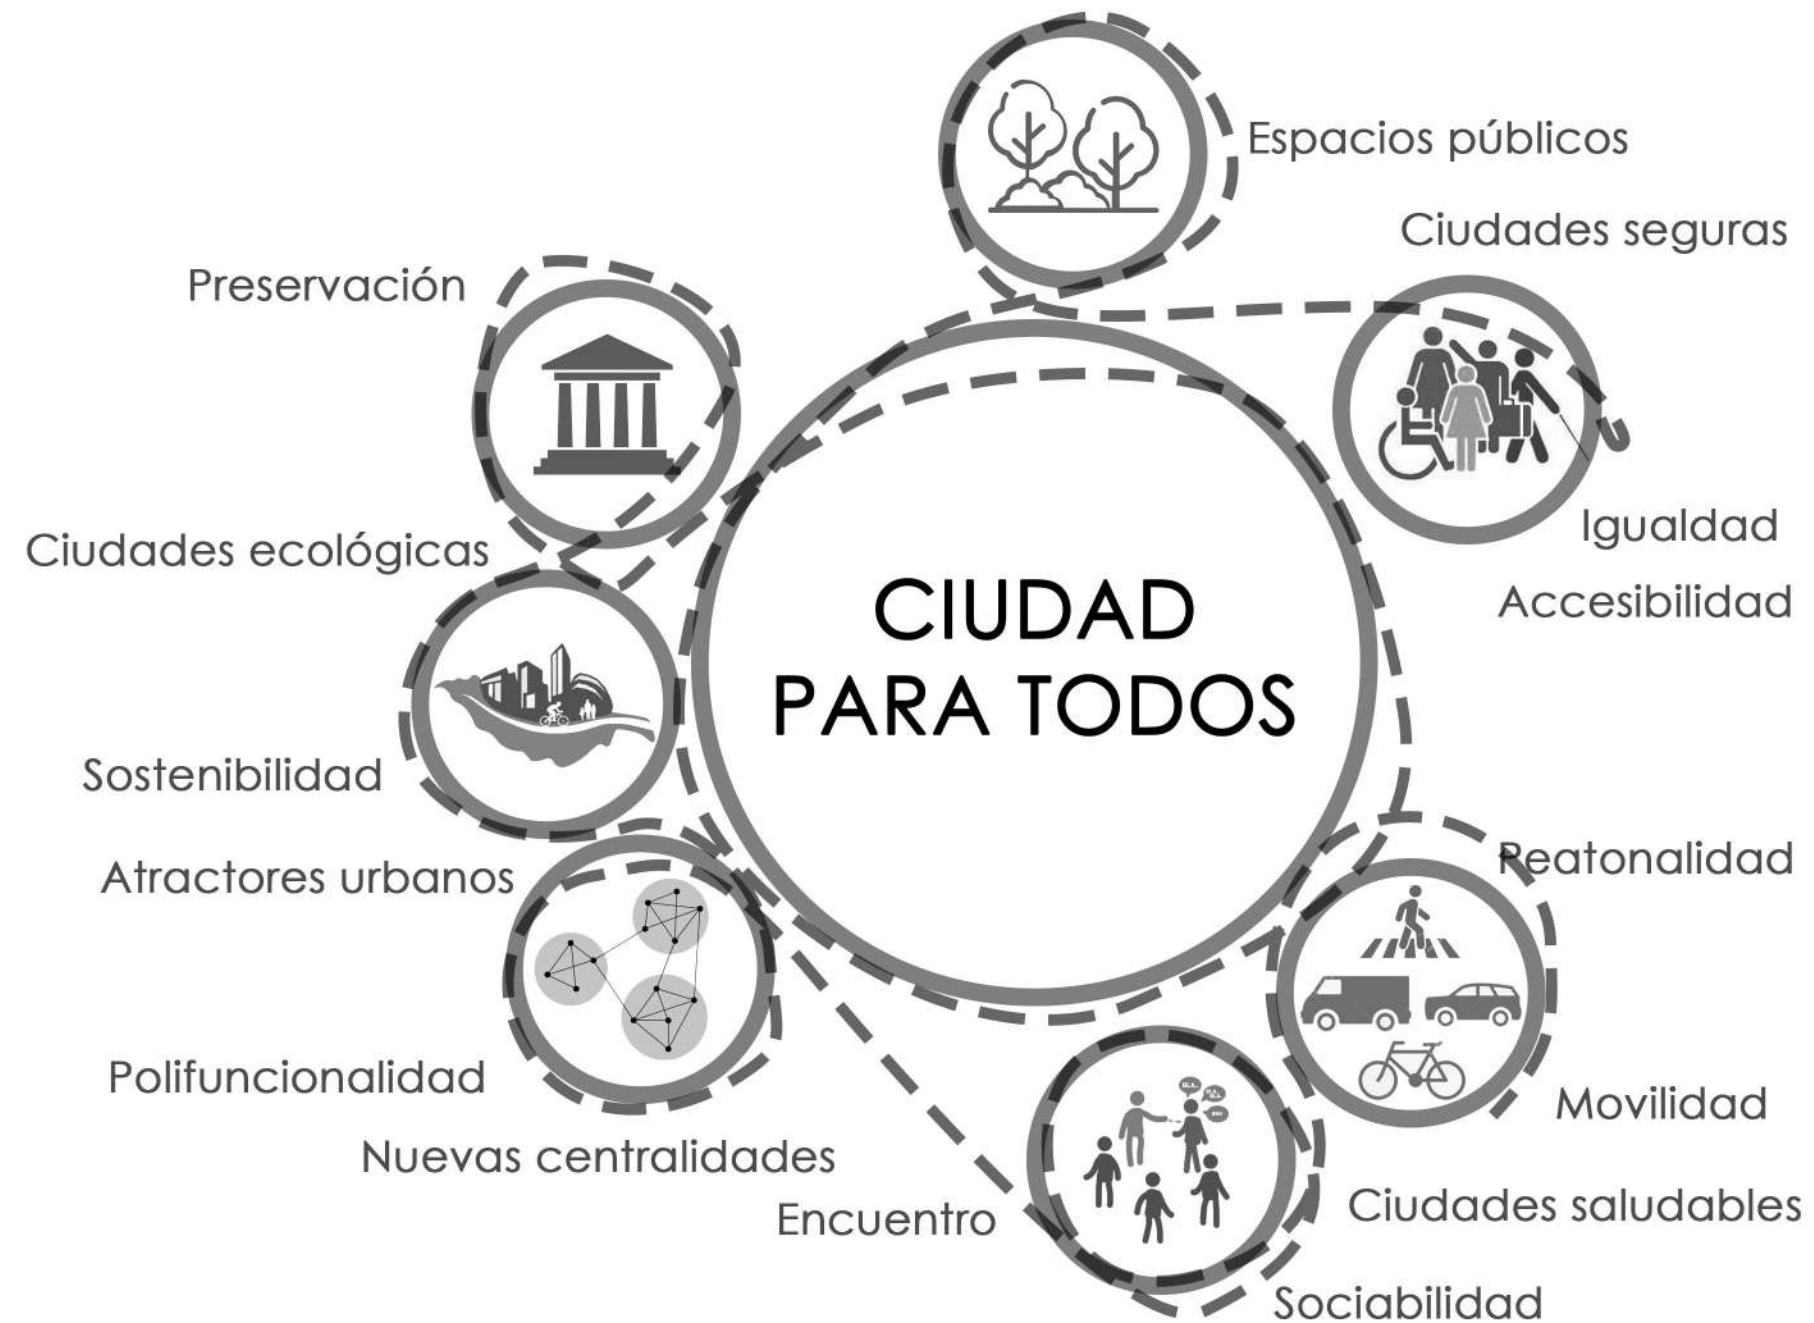 Espacios públicos
Ciudades seguras
Preservación
Igualdad
Ciudades ecológicas
Accesibilidad
CIUDAD
PARA TODOS
Sostenibilidad
Peatonalidad
Atractores urbanos
Polifuncionalidad
Movilidad
Nuevas centralidades
Ciudades saludables
Encuentro
Sociabilidad